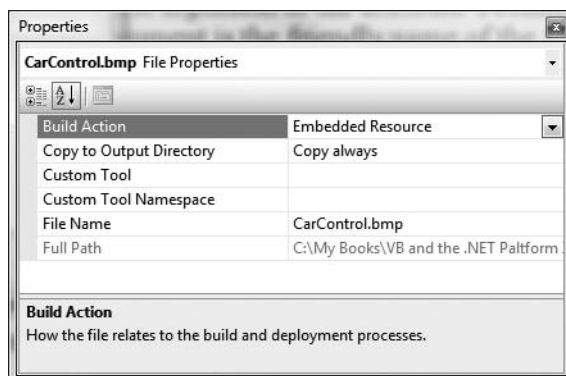 Properties
CarControl.bmp File Properties
Build Action Embedded Resource
Copy to Output Directory Copy always
Custom Tool
Custom Tool Namespace
File Name CarControl.bmp
Full Path C:\My Books\VB and the .NET Paltform
Build Action
How the file relates to the build and deployment processes.